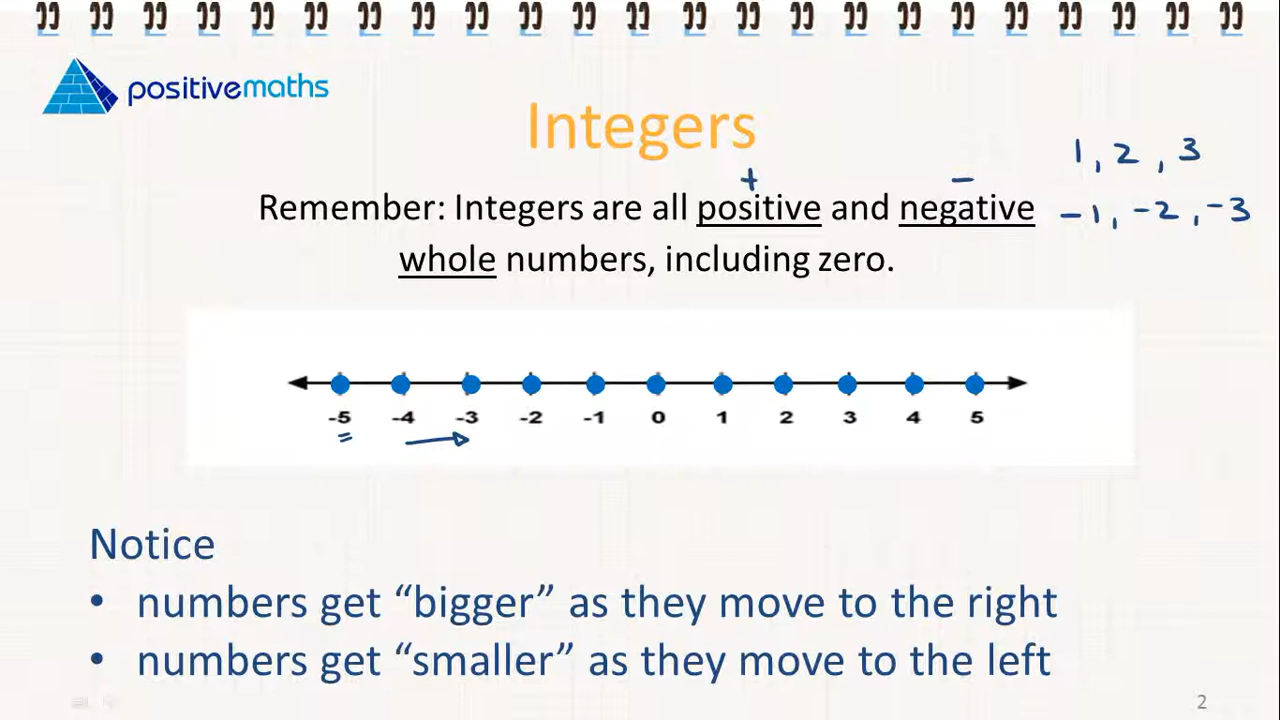 positivemaths
Integers
1, 2, 3
+ −
Remember: Integers are all positive and negative
-1, -2, -3
whole numbers, including zero.
-5 -4 -3 -2 -1 0 1 2 3 4 5
=
Notice
• numbers get “bigger” as they move to the right
• numbers get “smaller” as they move to the left
2